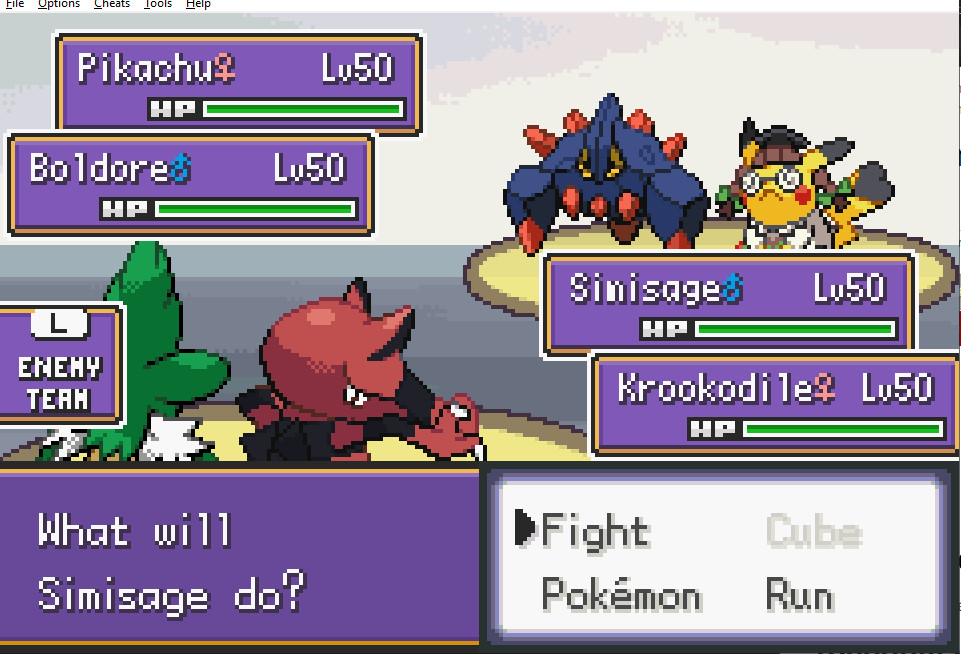 File Options Cheats Tools Help
Pikachu♀ Lv50
HP
Boldore♂ Lv50
HP
Simisage♂ Lv50
HP
L
ENEMY
TEAM
Krookodile♀ Lv50
HP
What will
Simisage do?
Fight Cube
Pokémon Run